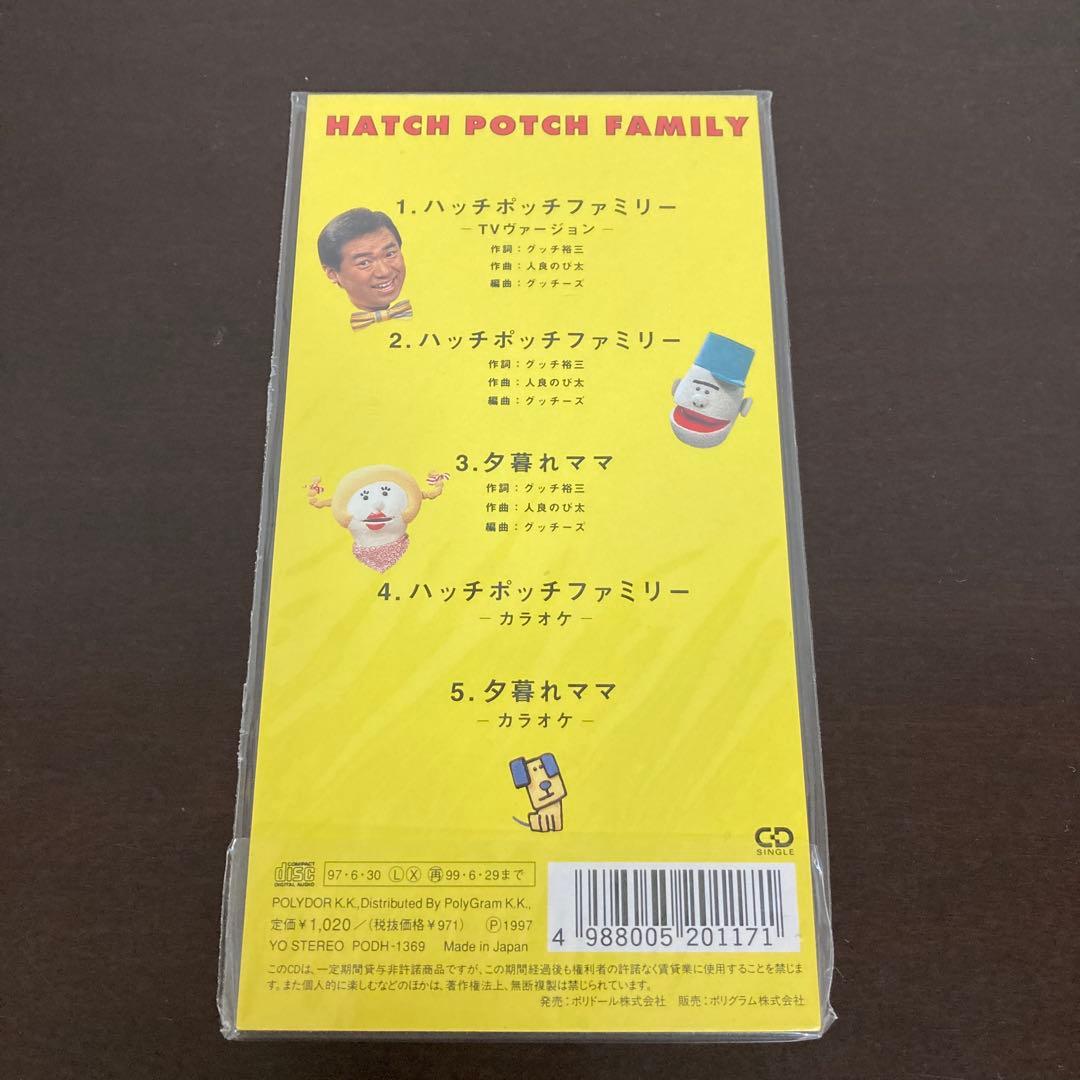 HATCH POTCH FAMILY
1.ハッチポッチファミリー
－TVヴァージョン－
作詞：グッチ裕三
作曲：人良のび太
編曲：グッチーズ
2.ハッチポッチファミリー
作詞：グッチ裕三
作曲：人良のび太
編曲：グッチーズ
3.夕暮れママ
作詞：グッチ裕三
作曲：人良のび太
編曲：グッチーズ
4.ハッチポッチファミリー
－カラオケ－
5.夕暮れママ
－カラオケ－
CD
SINGLE
COMPACT
disc
DIGITAL AUDIO
97・6・30 Ⓛ Ⓧ ㊢99・6・29まで
POLYDOR K.K.,Distributed By PolyGram K.K.,
定価￥1,020／(税抜価格￥971) Ⓟ1997
YO STEREO PODH-1369 Made in Japan
4 988005 201171
このCDは、一定期間貸与非許諾商品ですが、この期間経過後も権利者の許諾なく賃貸業に使用することを禁じま
す。また個人的に楽しむなどのほかは、著作権法上、無断複製は禁じられています。
発売：ポリドール株式会社 販売：ポリグラム株式会社